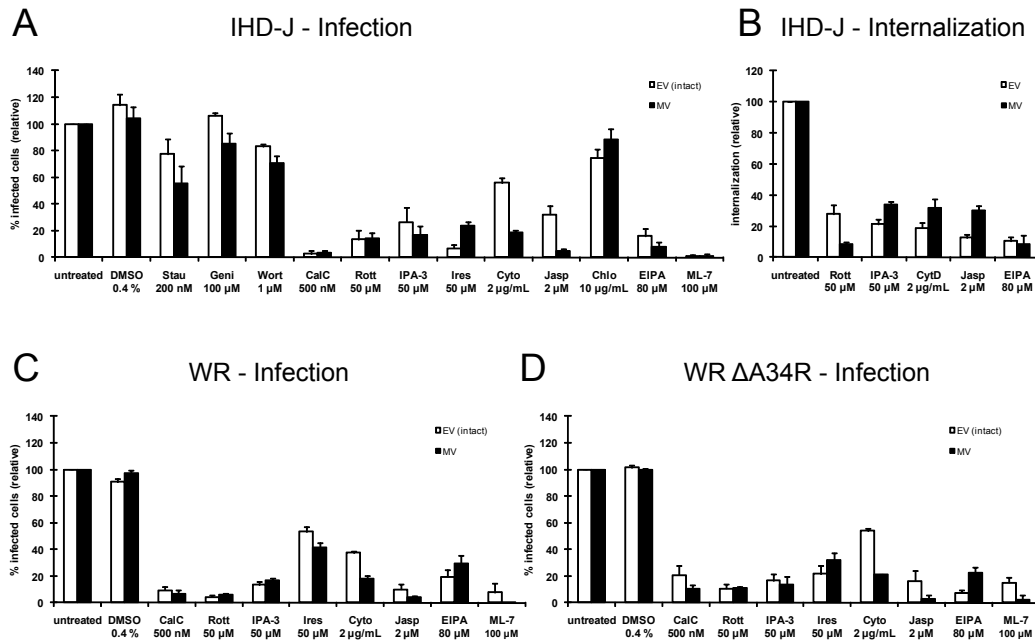 A
IHD-J - Infection
% infected cells (relative)
140
120
100
80
60
40
20
0
EV (intact)
MV
untreated DMSO Stau Geni Wort CalC Rott IPA-3 Ires Cyto Jasp Chlo EIPA ML-7
0.4 % 200 nM 100 µM 1 µM 500 nM 50 µM 50 µM 50 µM 2 µg/mL 2 µM 10 µg/mL 80 µM 100 µM
B
IHD-J - Internalization
internalization (relative)
120
100
80
60
40
20
0
EV
MV
untreated Rott IPA-3 CytD Jasp EIPA
50 µM 50 µM 2 µg/mL 2 µM 80 µM
C
WR - Infection
% infected cells (relative)
140
120
100
80
60
40
20
0
EV (intact)
MV
untreated DMSO CalC Rott IPA-3 Ires Cyto Jasp EIPA ML-7
0.4 % 500 nM 50 µM 50 µM 50 µM 2 µg/mL 2 µM 80 µM 100 µM
D
WR ΔA34R - Infection
% infected cells (relative)
140
120
100
80
60
40
20
0
EV (intact)
MV
untreated DMSO CalC Rott IPA-3 Ires Cyto Jasp EIPA ML-7
0.4 % 500 nM 50 µM 50 µM 50 µM 2 µg/mL 2 µM 80 µM 100 µM